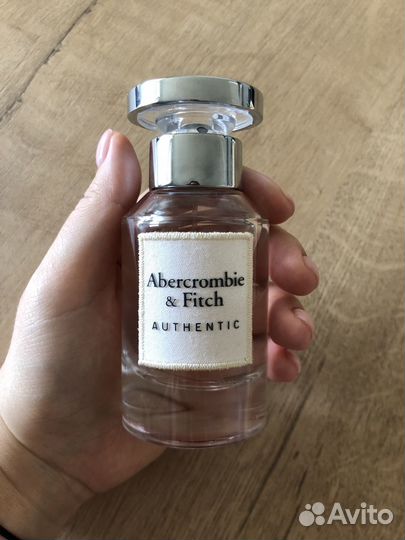 Abercrombie
& Fitch
AUTHENTIC
Avito